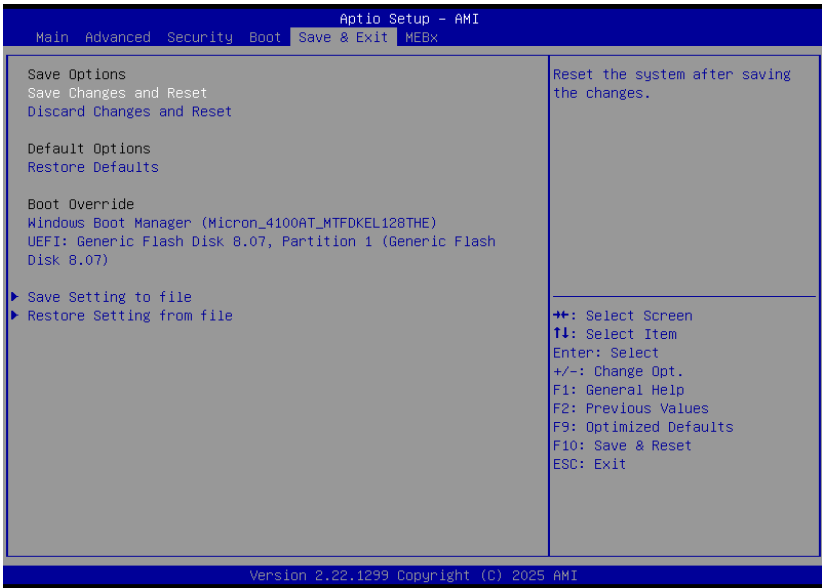 Aptio Setup - AMI
Main Advanced Security Boot Save & Exit MEBx
Save Options
Save Changes and Reset
Discard Changes and Reset
Default Options
Restore Defaults
Boot Override
Windows Boot Manager (Micron_4100AT_MTFDKEL128THE)
UEFI: Generic Flash Disk 8.07, Partition 1 (Generic Flash
Disk 8.07)
Save Setting to file
Restore Setting from file
Reset the system after saving
the changes.
→←: Select Screen
↑↓: Select Item
Enter: Select
+/-: Change Opt.
F1: General Help
F2: Previous Values
F9: Optimized Defaults
F10: Save & Reset
ESC: Exit
Version 2.22.1299 Copyright (C) 2025 AMI